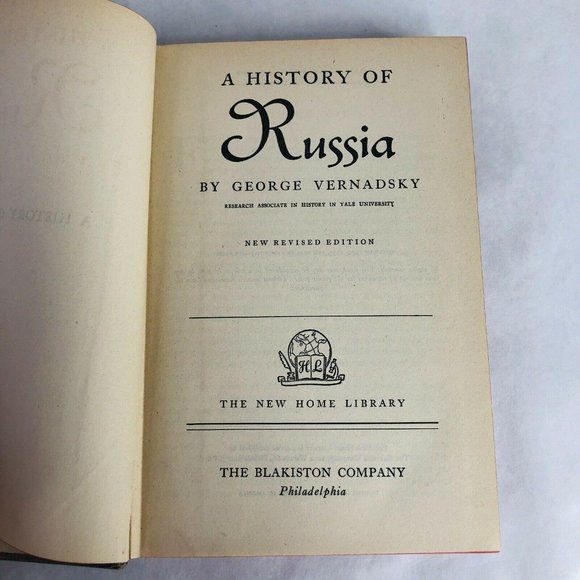 A HISTORY OF
Russia
BY GEORGE VERNADSKY
RESEARCH ASSOCIATE IN HISTORY IN YALE UNIVERSITY
NEW REVISED EDITION
H L
THE NEW HOME LIBRARY
THE BLAKISTON COMPANY
Philadelphia